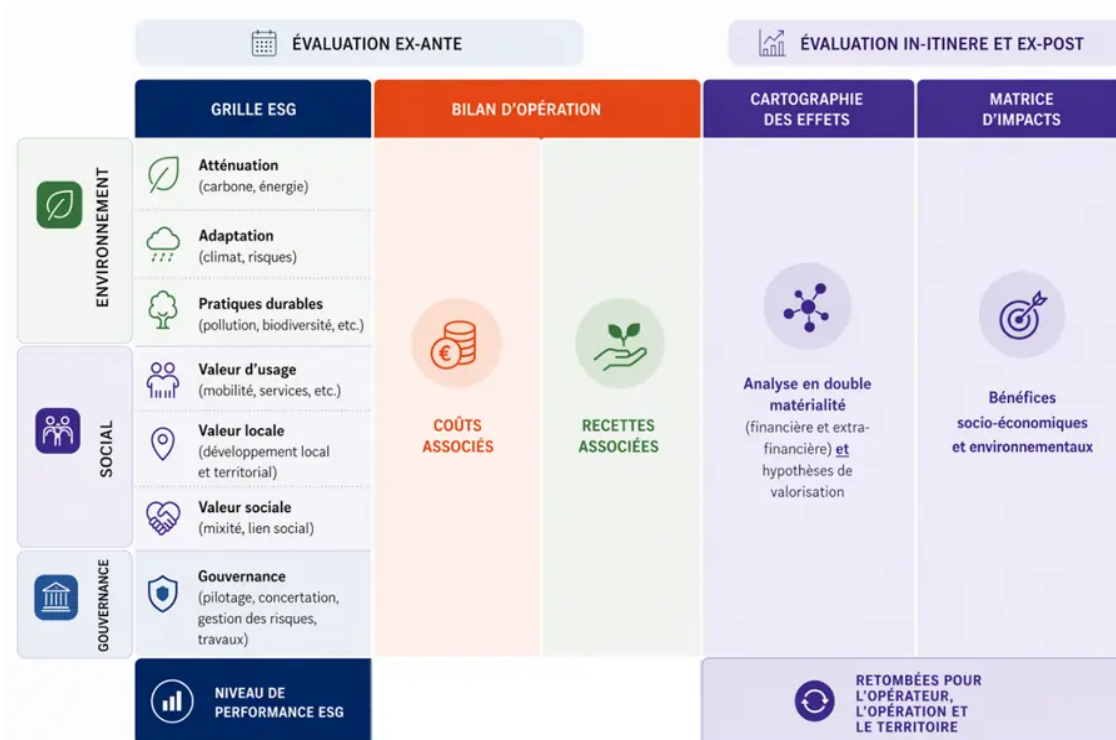 ÉVALUATION EX-ANTE
ÉVALUATION IN-ITINERE ET EX-POST
GRILLE ESG
BILAN D'OPÉRATION
CARTOGRAPHIE
DES EFFETS
MATRICE
D'IMPACTS
ENVIRONNEMENT
Atténuation
(carbone, énergie)
Adaptation
(climat, risques)
Pratiques durables
(pollution, biodiversité, etc.)
SOCIAL
Valeur d'usage
(mobilité, services, etc.)
Valeur locale
(développement local
et territorial)
Valeur sociale
(mixité, lien social)
GOUVERNANCE
Gouvernance
(pilotage, concertation,
gestion des risques,
travaux)
€
COÛTS
ASSOCIÉS
RECETTES
ASSOCIÉES
Analyse en double
matérialité
(financière et extra-
financière) et
hypothèses de
valorisation
Bénéfices
socio-économiques
et environnementaux
NIVEAU DE
PERFORMANCE ESG
RETOMBÉES POUR
L'OPÉRATEUR,
L'OPÉRATION ET
LE TERRITOIRE